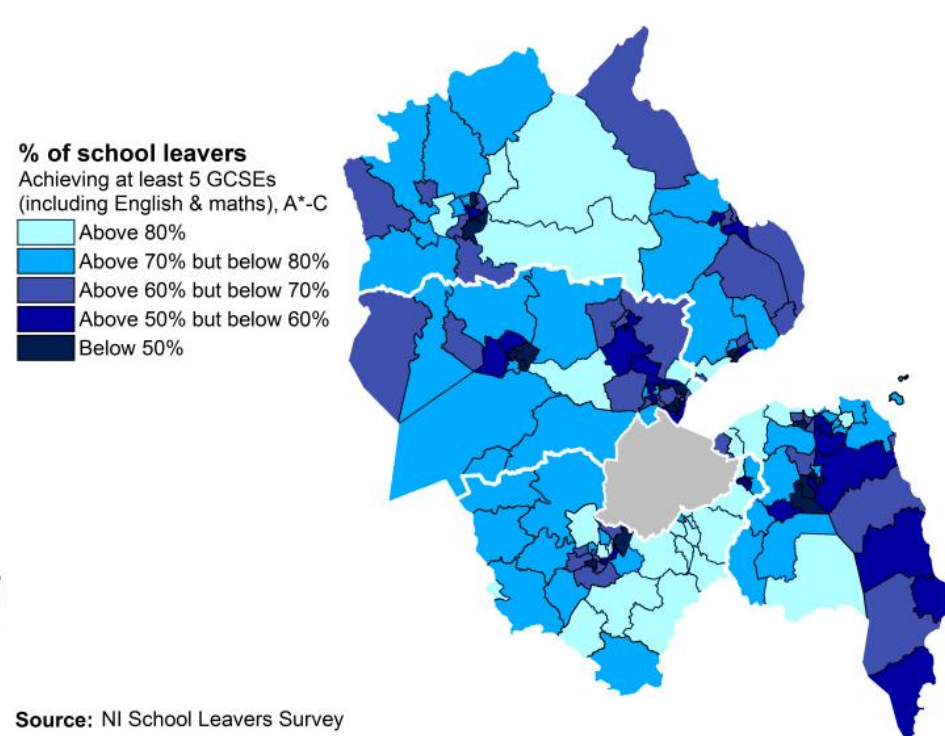 % of school leavers
Achieving at least 5 GCSEs
(including English & maths), A*-C
Above 80%
Above 70% but below 80%
Above 60% but below 70%
Above 50% but below 60%
Below 50%
Source: NI School Leavers Survey